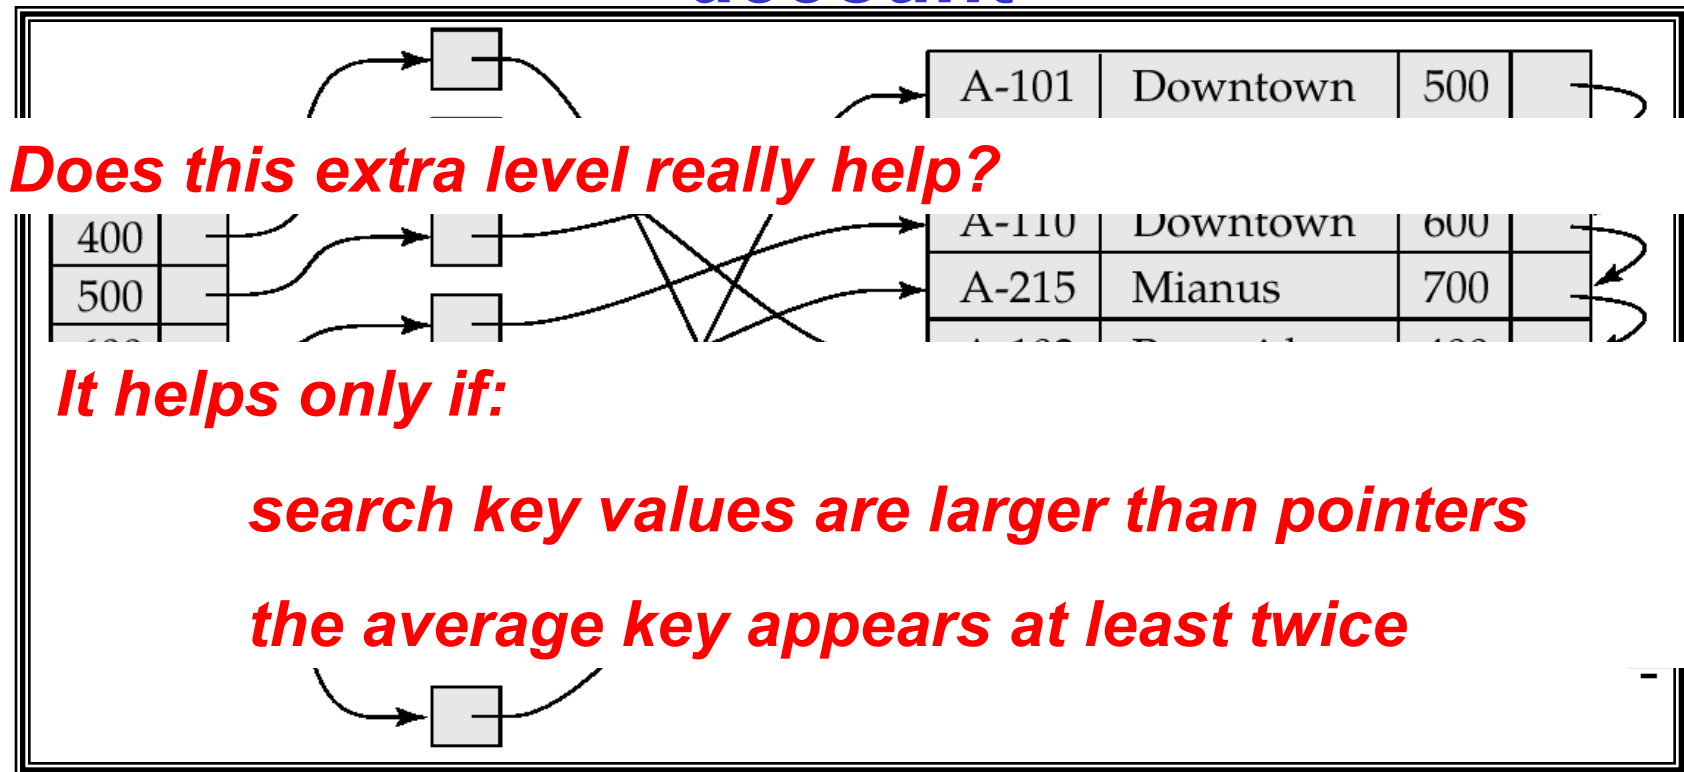 account
A-101 Downtown 500
Does this extra level really help?
400 A-110 Downtown 600
500 A-215 Mianus 700
It helps only if:
search key values are larger than pointers
the average key appears at least twice